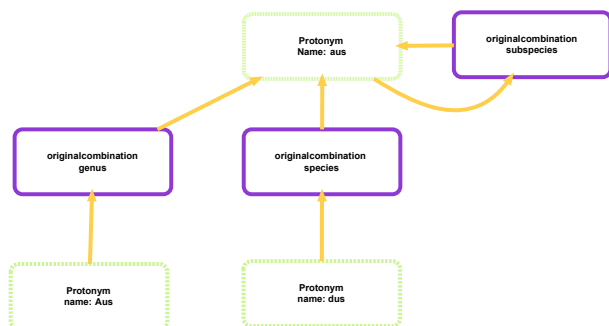 Protonym
Name: aus
originalcombination
subspecies
originalcombination
genus
originalcombination
species
Protonym
name: Aus
Protonym
name: dus